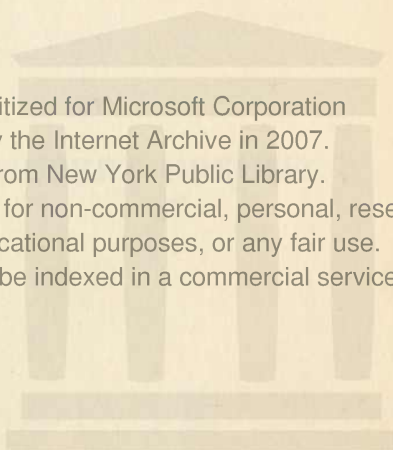 itized for Microsoft Corporation
the Internet Archive in 2007.
rom New York Public Library.
for non-commercial, personal, rese
cational purposes, or any fair use.
be indexed in a commercial service